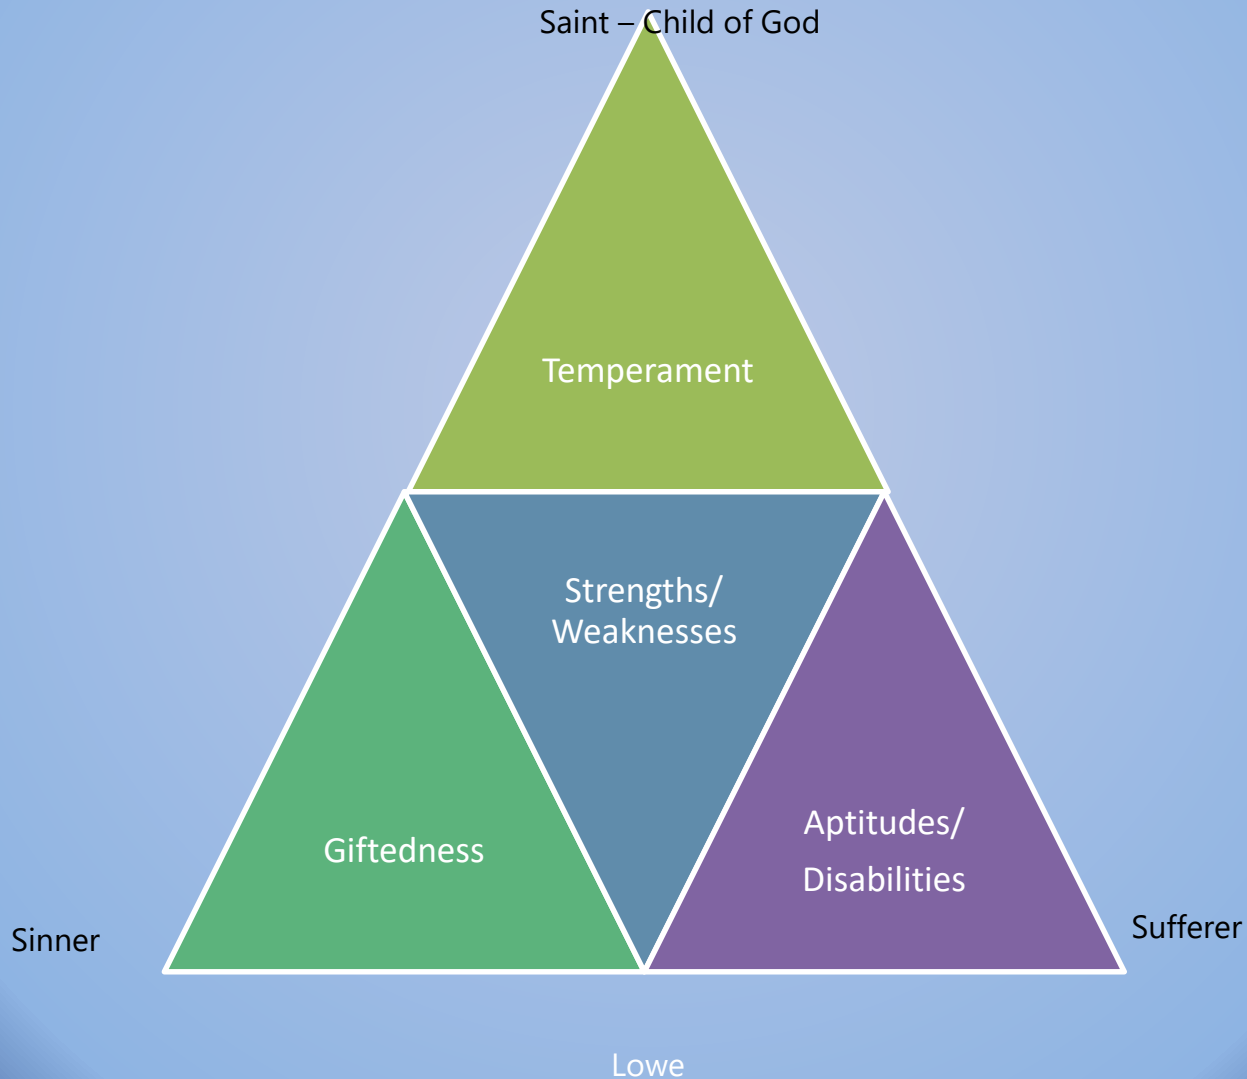 Saint – Child of God
Temperament
Strengths/
Weaknesses
Giftedness
Aptitudes/
Disabilities
Sinner
Sufferer
Lowe